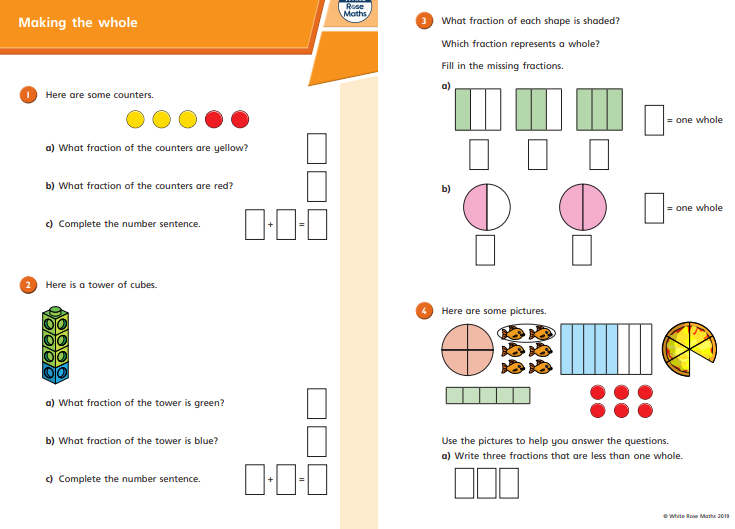 Making the whole
White
Rose
Maths
1 Here are some counters.
a) What fraction of the counters are yellow?
b) What fraction of the counters are red?
c) Complete the number sentence.
+ =
2 Here is a tower of cubes.
a) What fraction of the tower is green?
b) What fraction of the tower is blue?
c) Complete the number sentence.
+ =
3 What fraction of each shape is shaded?
Which fraction represents a whole?
Fill in the missing fractions.
a)
= one whole
b)
= one whole
4 Here are some pictures.
Use the pictures to help you answer the questions.
a) Write three fractions that are less than one whole.
© White Rose Maths 2019